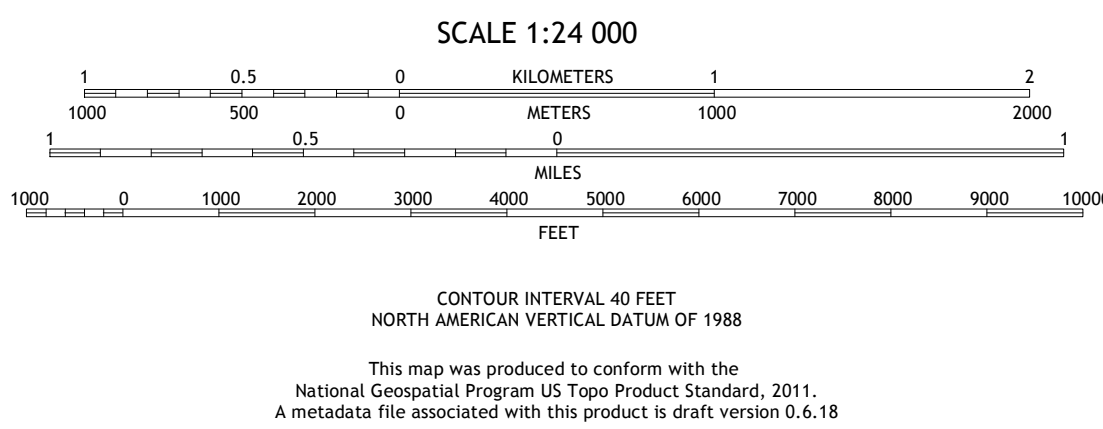 SCALE 1:24 000
1 0.5 0 KILOMETERS 1 2
1000 500 0 METERS 1000 2000
1 0.5 0 1
MILES
1000 0 1000 2000 3000 4000 5000 6000 7000 8000 9000 10000
FEET
CONTOUR INTERVAL 40 FEET
NORTH AMERICAN VERTICAL DATUM OF 1988
This map was produced to conform with the
National Geospatial Program US Topo Product Standard, 2011.
A metadata file associated with this product is draft version 0.6.18